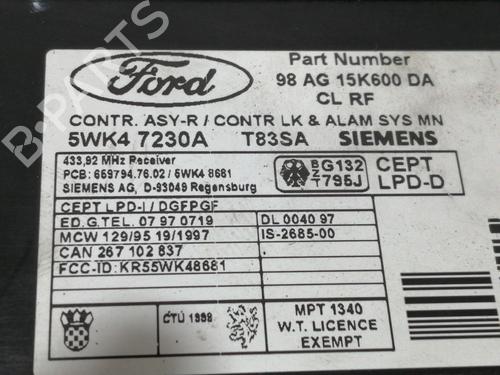 Ford
Part Number
98 AG 15K600 DA
CL RF
CONTR. ASY-R / CONTR LK & ALAM SYS MN
5WK4 7230A T83SA SIEMENS
433,92 MHz Receiver
PCB: 659794.76.02 / 5WK4 8681
SIEMENS AG, D-93049 Regensburg
BZT
G132
795J
CEPT
LPD-D
CEPT LPD-I / DGFPGF
ED.G.TEL. 07 97 0719
DL 0040 97
MCW 129/95 19/1997
IS-2685-00
CAN 267 102 837
FCC-ID: KR55WK48681
CTÚ 1998
MPT 1340
W.T. LICENCE
EXEMPT
B-PARTS